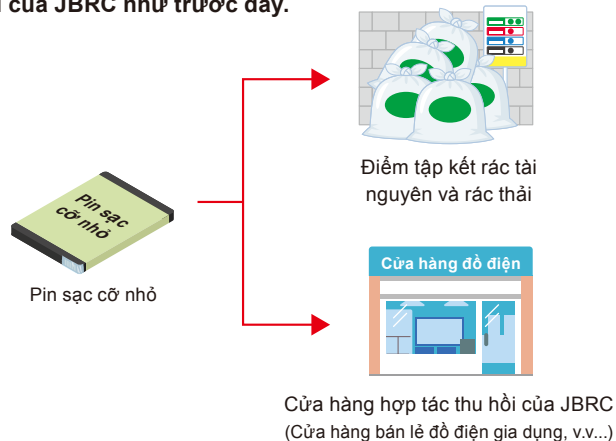 của JBRC như trước đây.
Điểm tập kết rác tài
nguyên và rác thải
Pin sạc
cỡ nhỏ
Pin sạc cỡ nhỏ
Cửa hàng đồ điện
Cửa hàng hợp tác thu hồi của JBRC
(Cửa hàng bán lẻ đồ điện gia dụng, v.v...)